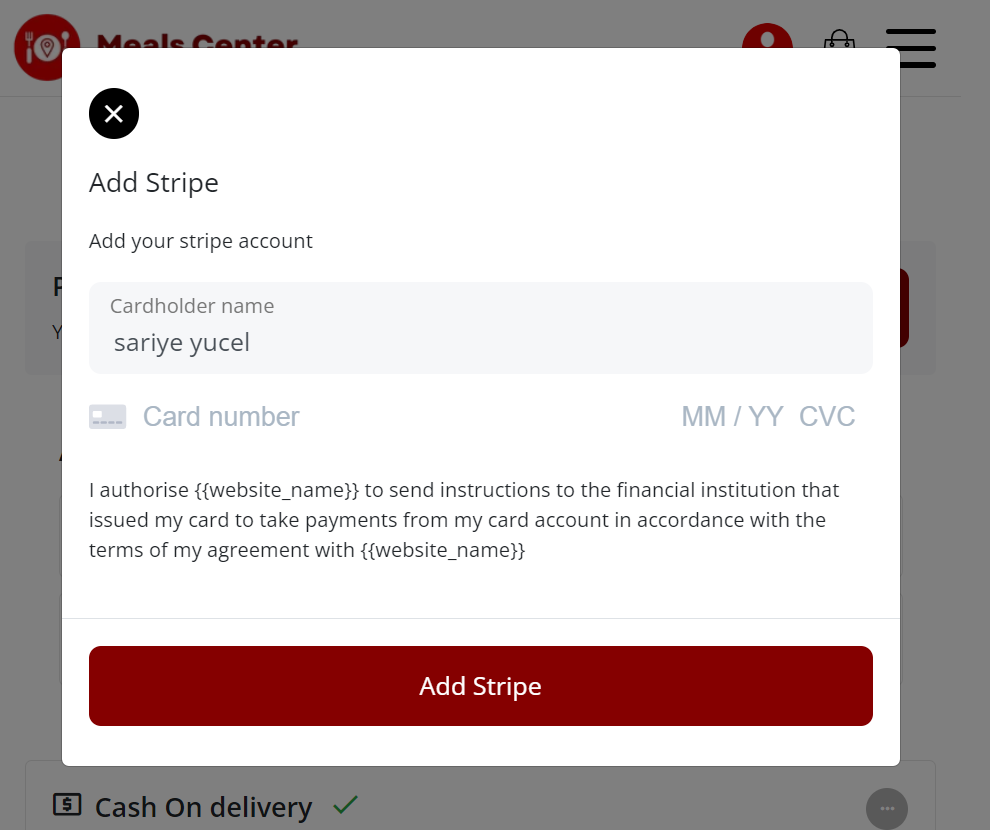 Meals Center
Add Stripe
Add your stripe account
Cardholder name
sariye yucel
Card number MM / YY CVC
I authorise {{website_name}} to send instructions to the financial institution that
issued my card to take payments from my card account in accordance with the
terms of my agreement with {{website_name}}
Add Stripe
Cash On delivery